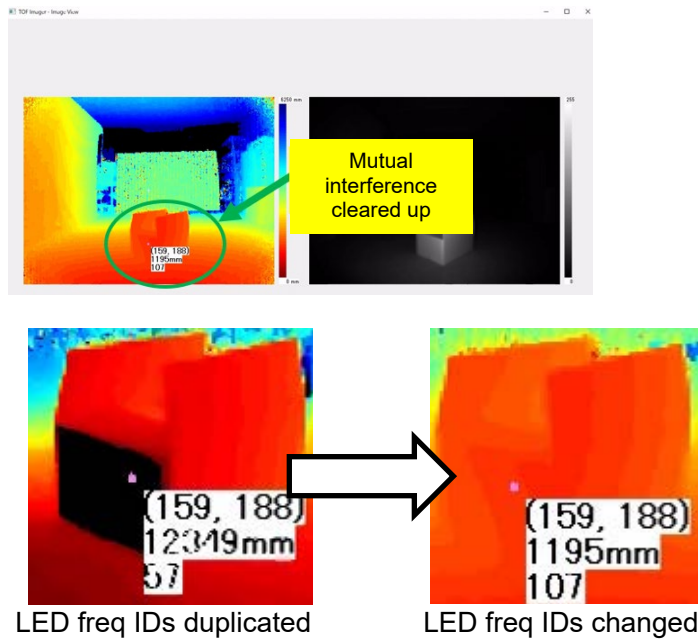 TOF Imager - Image View
6250 mm
255
Mutual
interference
cleared up
(159, 188)
1195mm
107
0 mm
0
(159, 188)
12349mm
57
(159, 188)
1195mm
107
LED freq IDs duplicated
LED freq IDs changed